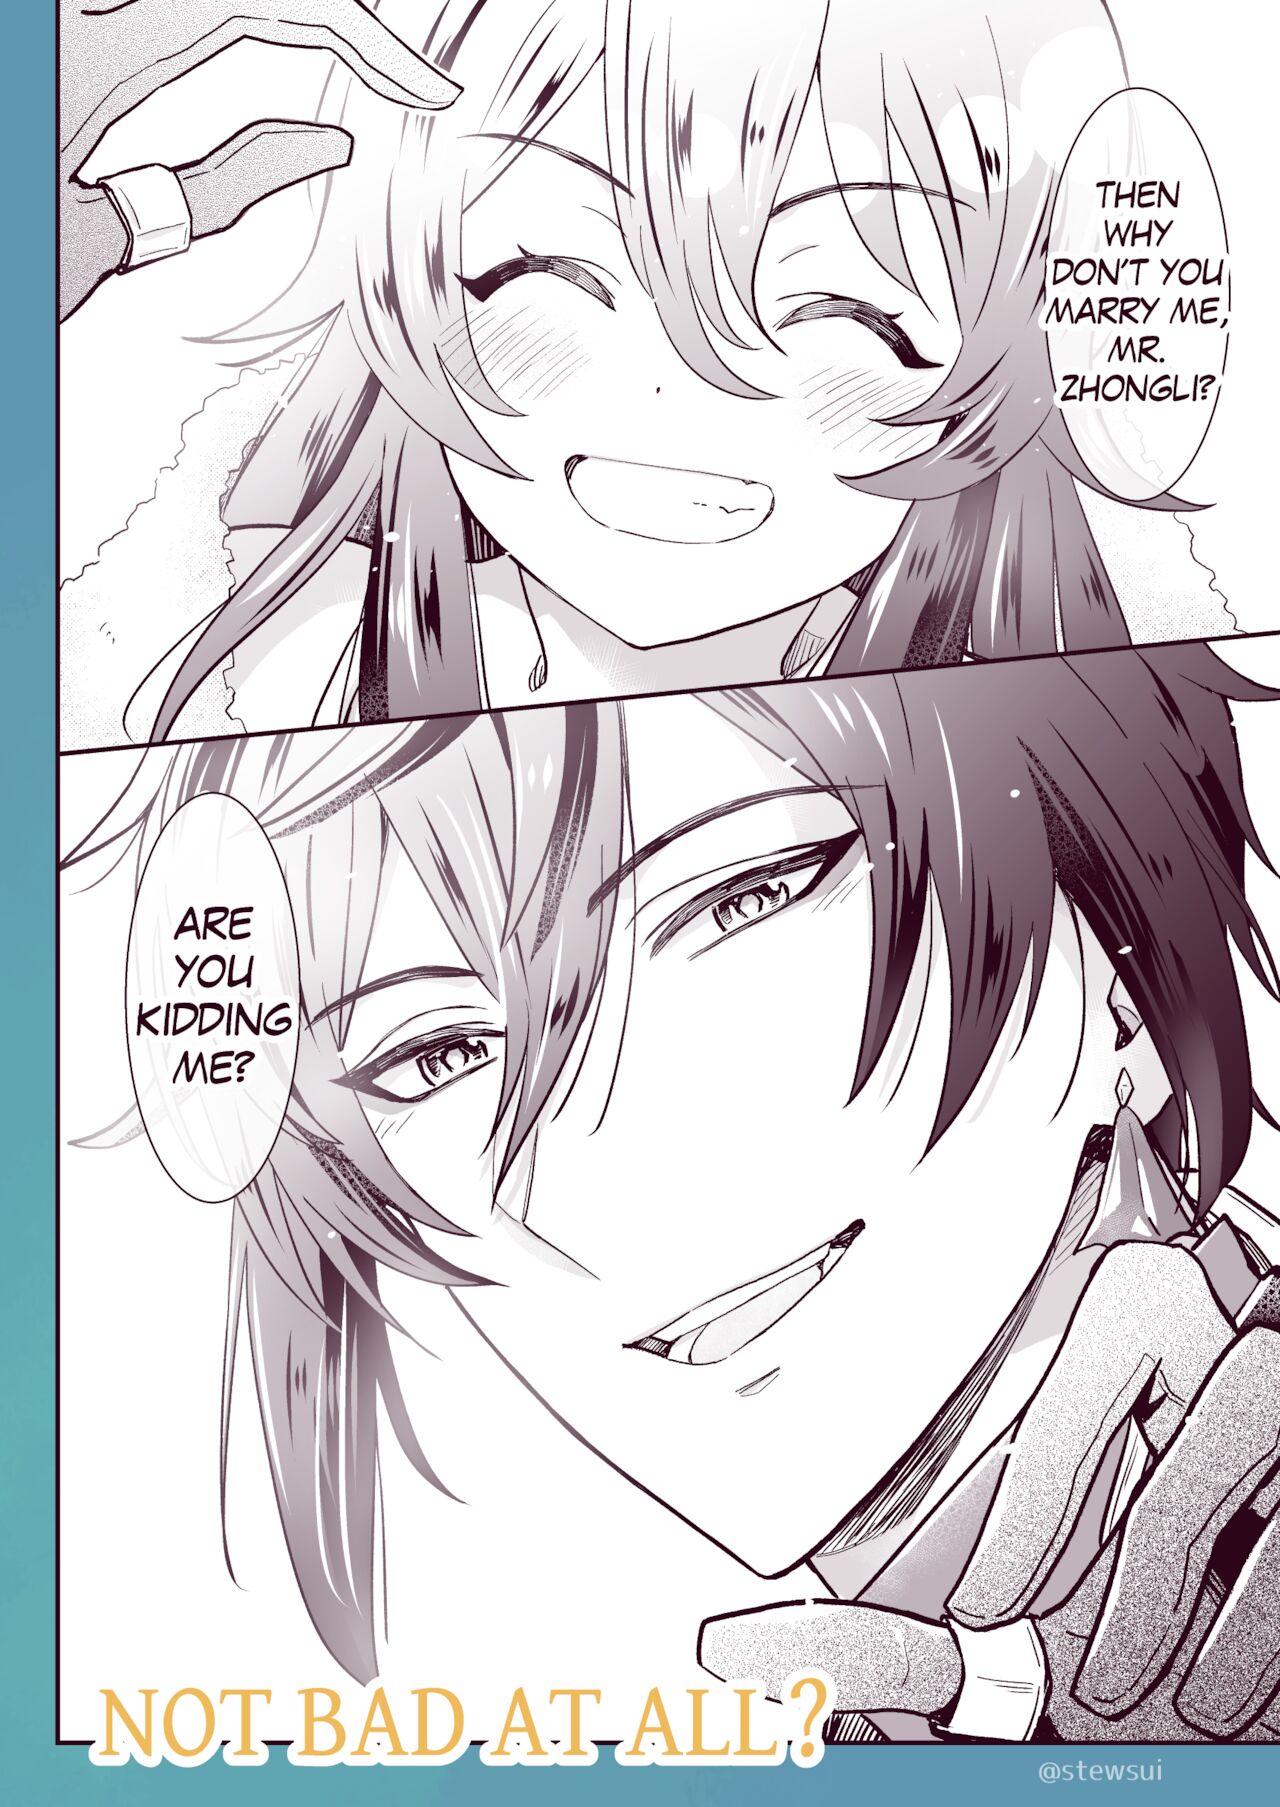 THEN
WHY
DON'T YOU
MARRY ME,
MR.
ZHONGLI?
ARE
YOU
KIDDING
ME?
NOT BAD AT ALL?
@stewsui